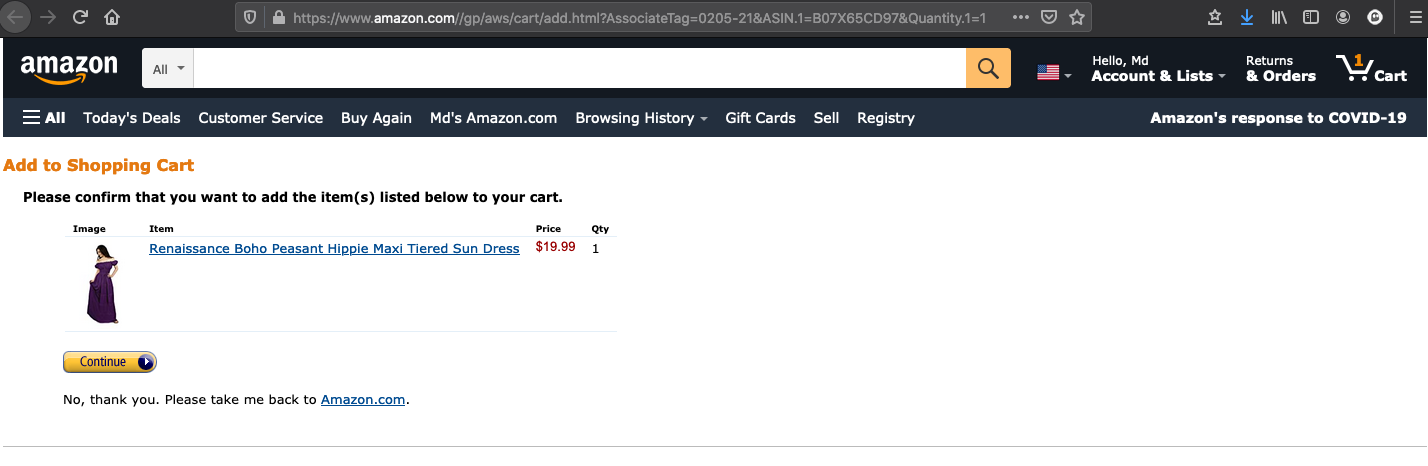 https://www.amazon.com//gp/aws/cart/add.html?AssociateTag=0205-21&ASIN.1=B07X65CD97&Quantity.1=1
amazon
All
Hello, Md
Account & Lists
Returns
& Orders
1
Cart
All Today's Deals Customer Service Buy Again Md's Amazon.com Browsing History Gift Cards Sell Registry Amazon's response to COVID-19
Add to Shopping Cart
Please confirm that you want to add the item(s) listed below to your cart.
Image Item Price Qty
Renaissance Boho Peasant Hippie Maxi Tiered Sun Dress $19.99 1
Continue
No, thank you. Please take me back to Amazon.com.